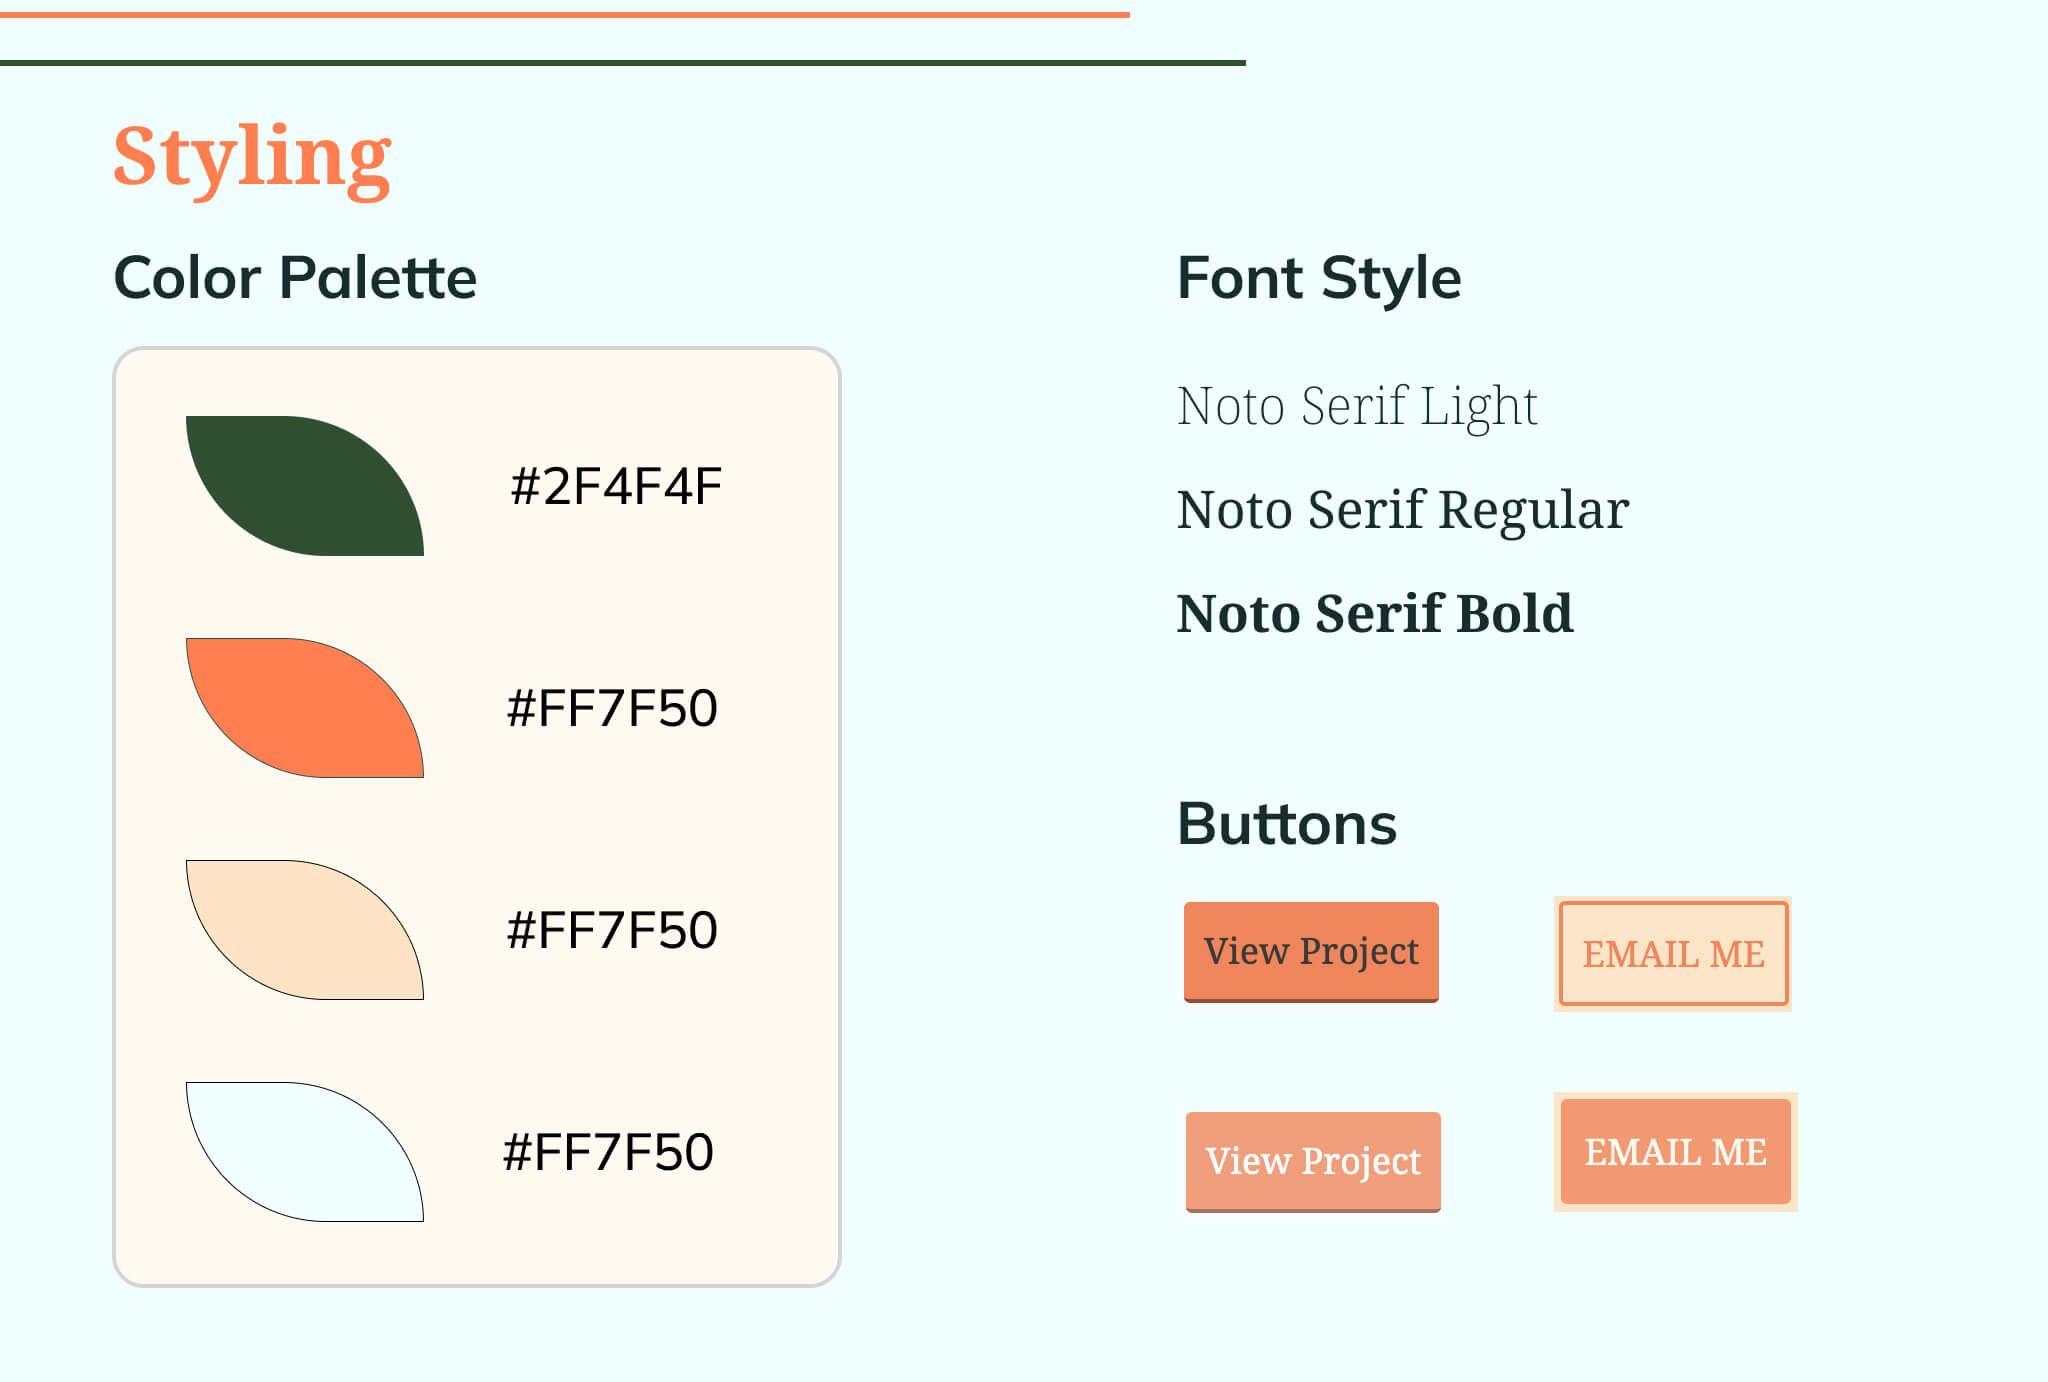 Styling
Color Palette
#2F4F4F
#FF7F50
#FF7F50
#FF7F50
Font Style
Noto Serif Light
Noto Serif Regular
Noto Serif Bold
Buttons
View Project
EMAIL ME
View Project
EMAIL ME